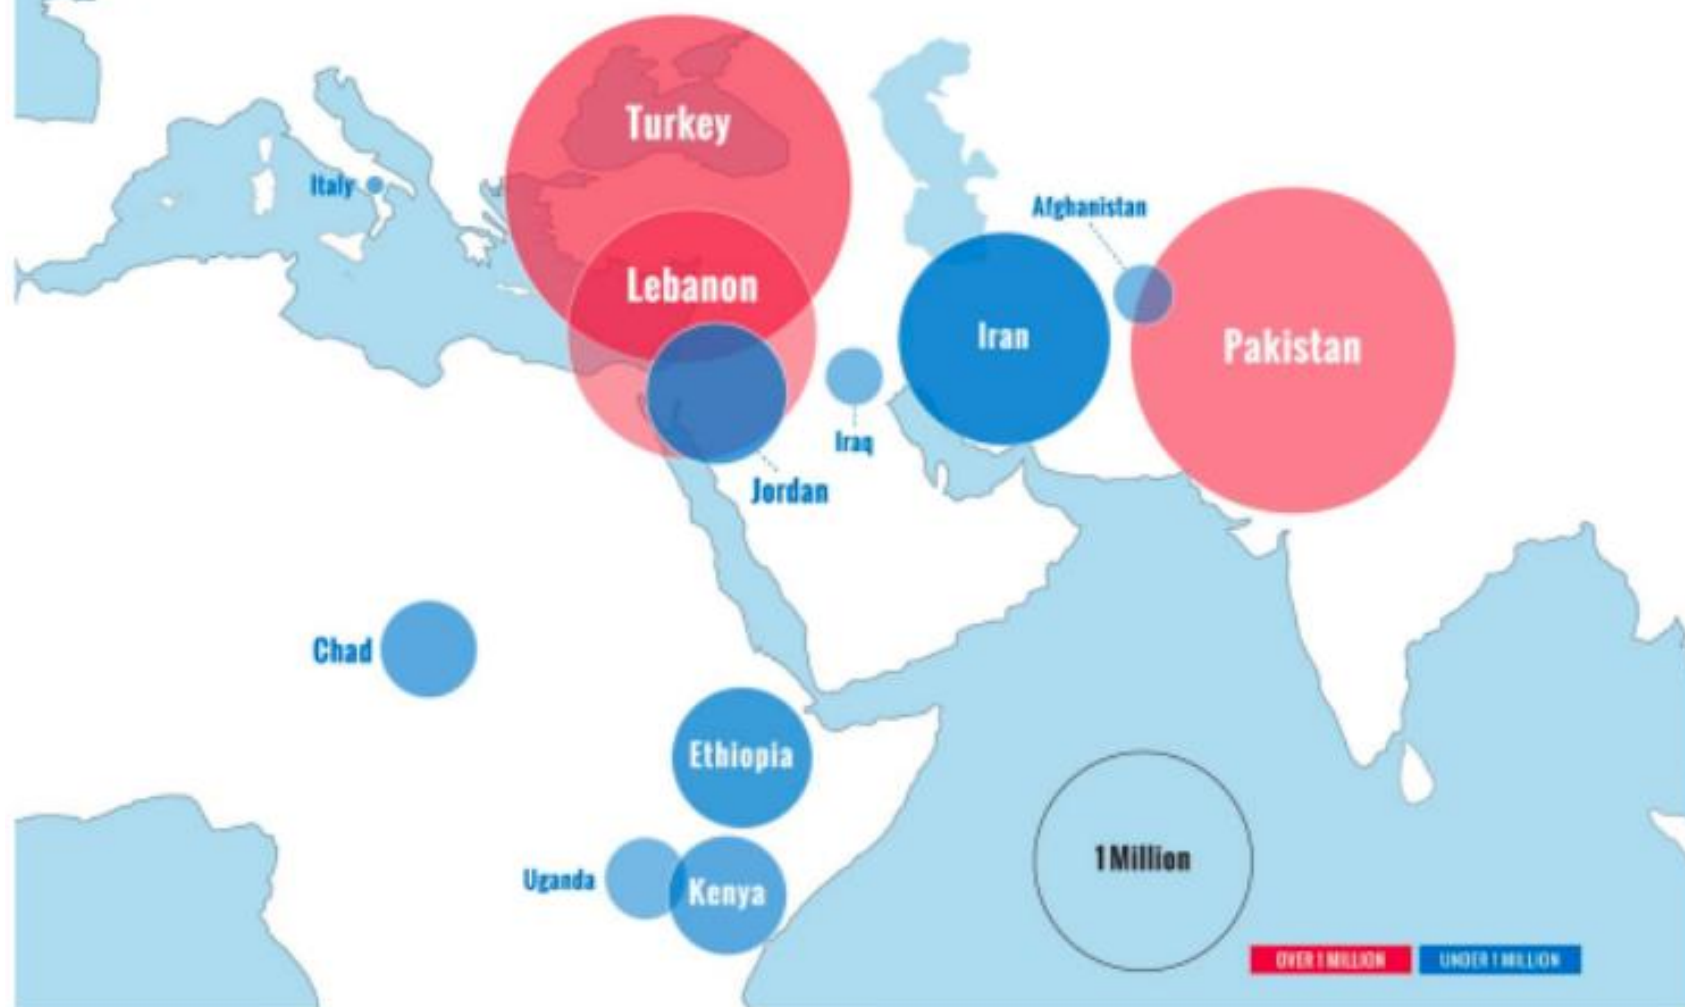 Turkey
Italy
Afghanistan
Lebanon
Iran
Pakistan
Iraq
Jordan
Chad
Ethiopia
Uganda
Kenya
1 Million
OVER 1 MILLION
UNDER 1 MILLION